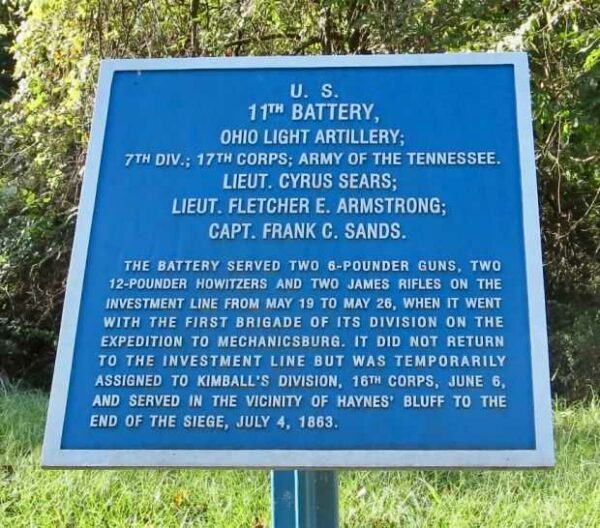 U. S.
11TH BATTERY,
OHIO LIGHT ARTILLERY;
7TH DIV.; 17TH CORPS; ARMY OF THE TENNESSEE.
LIEUT. CYRUS SEARS;
LIEUT. FLETCHER E. ARMSTRONG;
CAPT. FRANK C. SANDS.
THE BATTERY SERVED TWO 6-POUNDER GUNS, TWO
12-POUNDER HOWITZERS AND TWO JAMES RIFLES ON THE
INVESTMENT LINE FROM MAY 19 TO MAY 26, WHEN IT WENT
WITH THE FIRST BRIGADE OF ITS DIVISION ON THE
EXPEDITION TO MECHANICSBURG. IT DID NOT RETURN
TO THE INVESTMENT LINE BUT WAS TEMPORARILY
ASSIGNED TO KIMBALL'S DIVISION, 16TH CORPS, JUNE 6,
AND SERVED IN THE VICINITY OF HAYNES' BLUFF TO THE
END OF THE SIEGE, JULY 4, 1863.